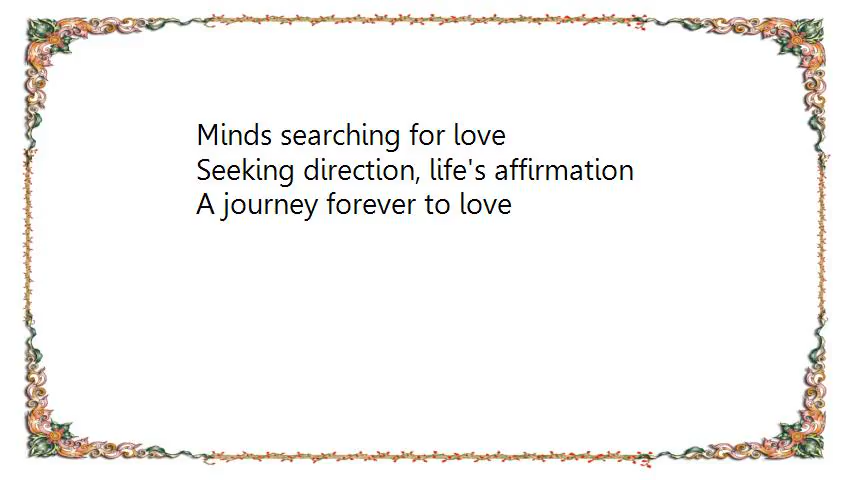 Minds searching for love
Seeking direction, life's affirmation
A journey forever to love